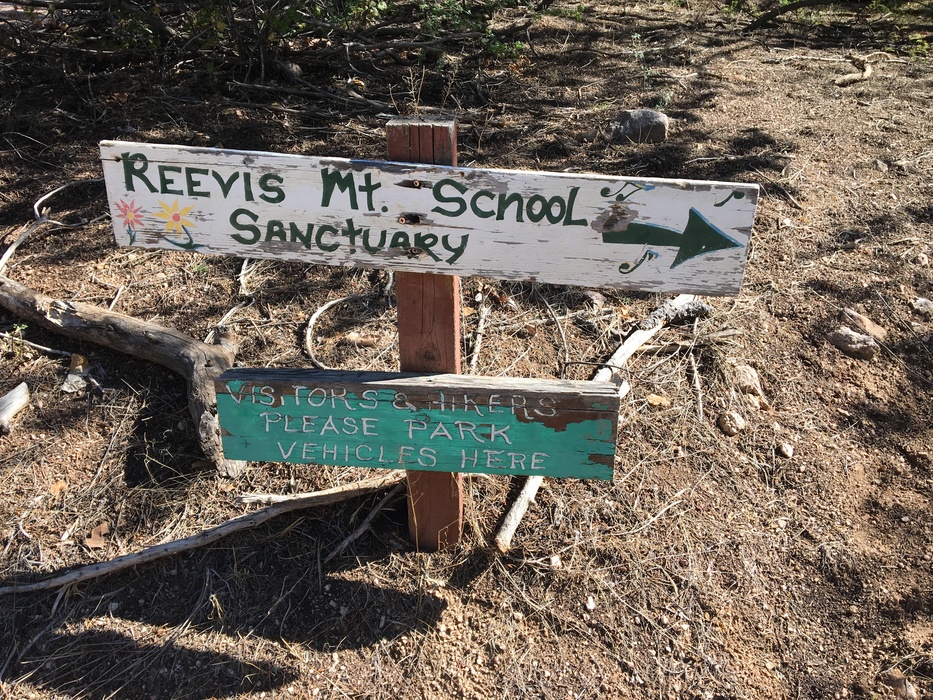 REEVIS Mt. SCHOOL
SANCTUARY
VISITORS & HIKERS
PLEASE PARK
VEHICLES HERE